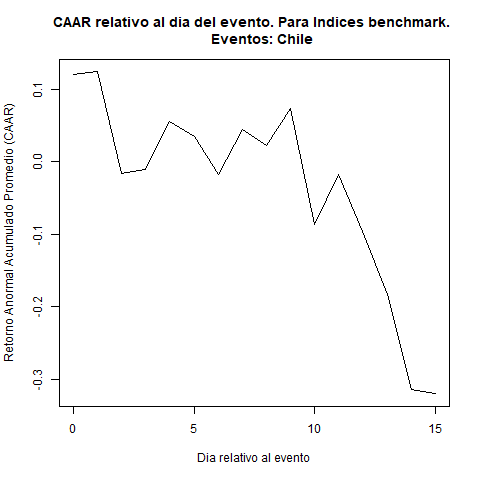 CAAR relativo al dia del evento. Para Indices benchmark.
Eventos: Chile
Retorno Anormal Acumulado Promedio (CAAR)
0.1
0.0
-0.1
-0.2
-0.3
0 5 10 15
Dia relativo al evento